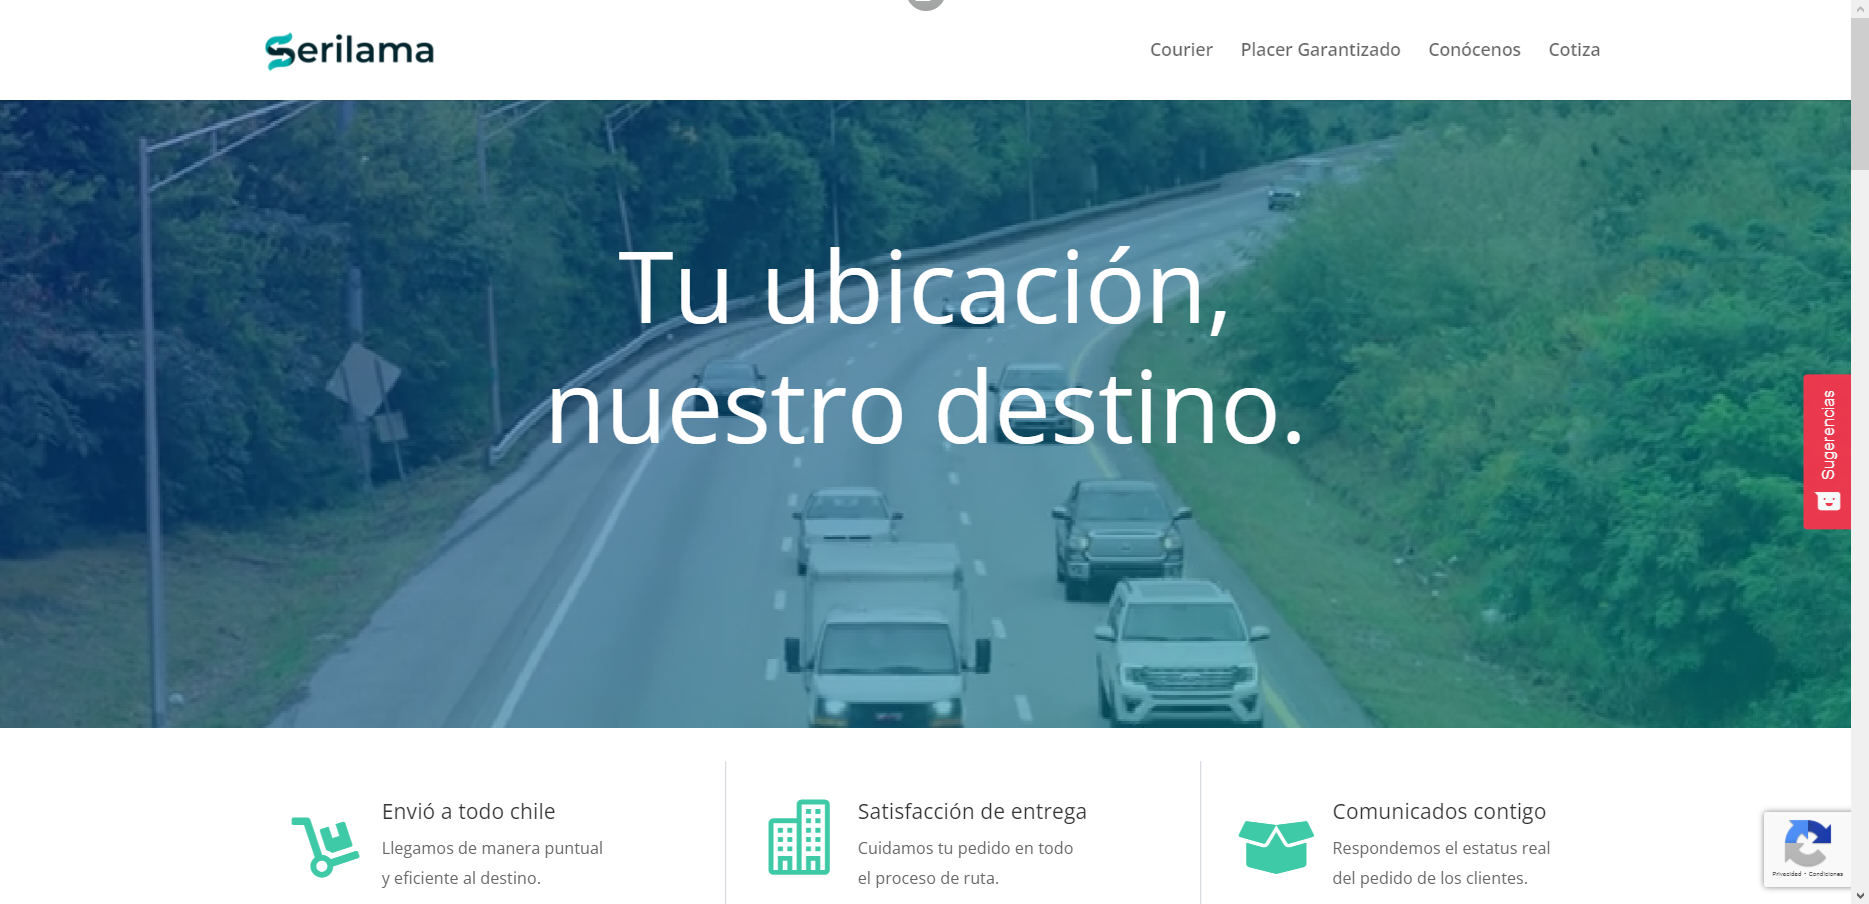 Serilama
Courier Placer Garantizado Conócenos Cotiza
Tu ubicación,
nuestro destino.
Sugerencias
Envió a todo chile
Llegamos de manera puntual
y eficiente al destino.
Satisfacción de entrega
Cuidamos tu pedido en todo
el proceso de ruta.
Comunicados contigo
Respondemos el estatus real
del pedido de los clientes.
Privacidad - Condiciones